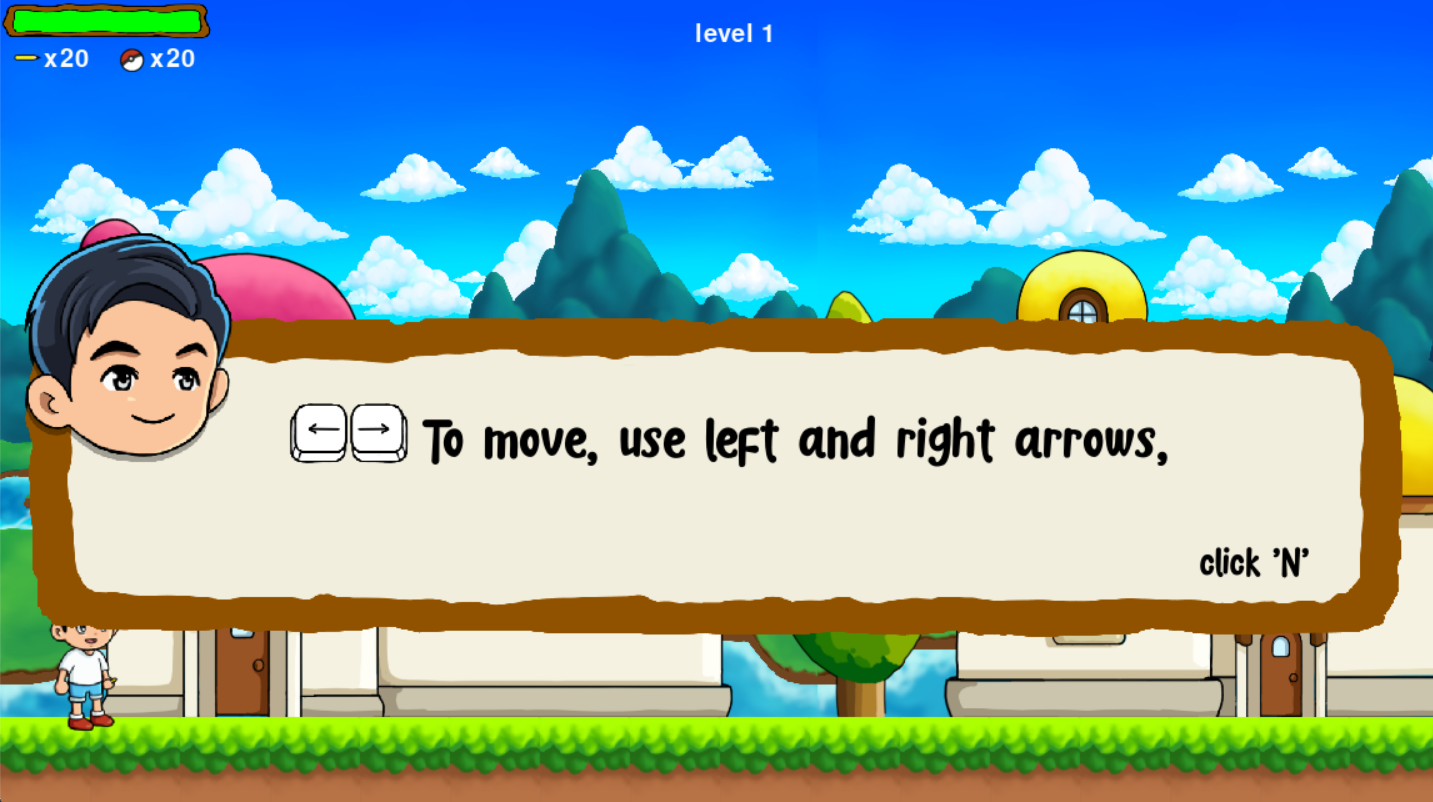 level 1
x20 x20
← → To move, use left and right arrows,
click 'N'